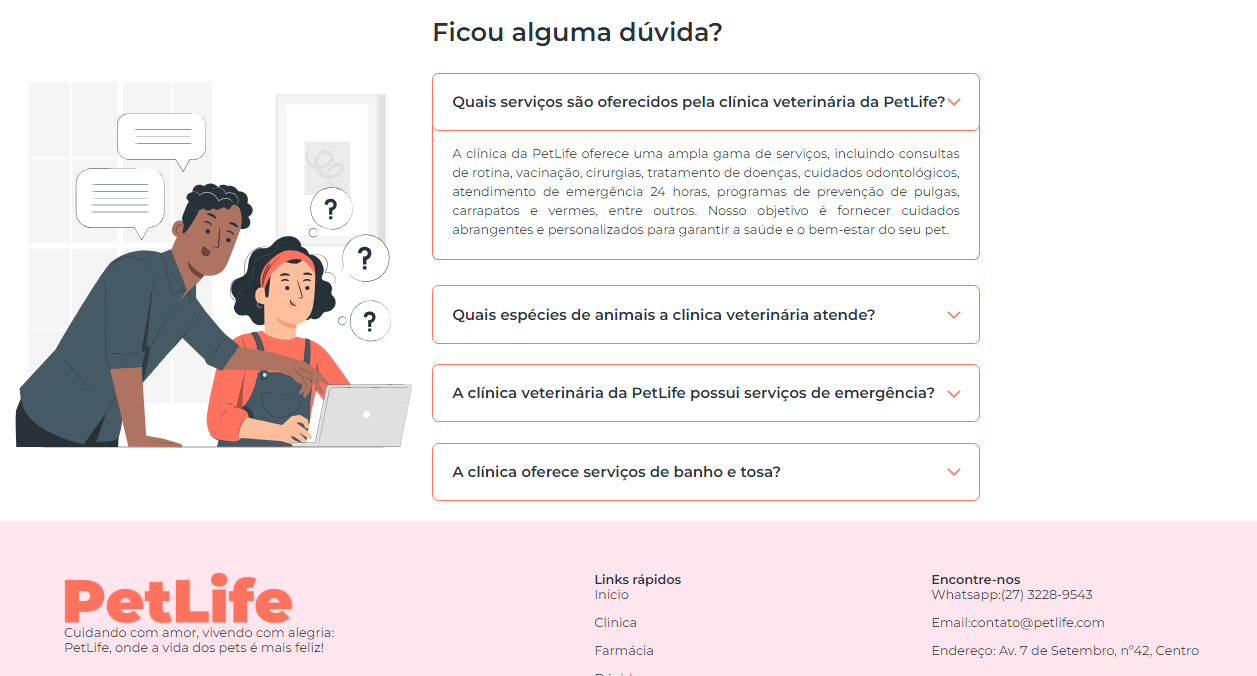 Ficou alguma dúvida?
Quais serviços são oferecidos pela clínica veterinária da PetLife?
A clínica da PetLife oferece uma ampla gama de serviços, incluindo consultas
de rotina, vacinação, cirurgias, tratamento de doenças, cuidados odontológicos,
atendimento de emergência 24 horas, programas de prevenção de pulgas,
carrapatos e vermes, entre outros. Nosso objetivo é fornecer cuidados
abrangentes e personalizados para garantir a saúde e o bem-estar do seu pet.
?
?
?
Quais espécies de animais a clinica veterinária atende?
A clínica veterinária da PetLife possui serviços de emergência?
A clínica oferece serviços de banho e tosa?
PetLife
Cuidando com amor, vivendo com alegria:
PetLife, onde a vida dos pets é mais feliz!
Links rápidos
Inicio
Clinica
Farmácia
Encontre-nos
Whatsapp:(27) 3228-9543
Email:contato@petlife.com
Endereço: Av. 7 de Setembro, nº42, Centro